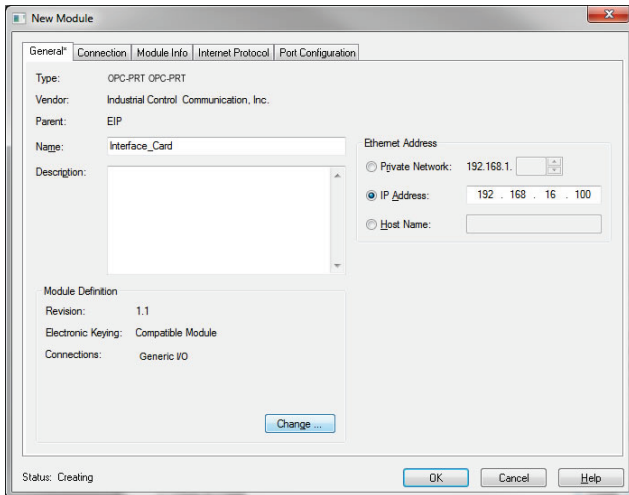 New Module
General* Connection Module Info Internet Protocol Port Configuration
Type: OPC-PRT OPC-PRT
Vendor: Industrial Control Communication, Inc.
Parent: EIP
Name: Interface_Card
Description:
Ethernet Address
Private Network: 192.168.1.
IP Address: 192 . 168 . 16 . 100
Host Name:
Module Definition
Revision: 1.1
Electronic Keying: Compatible Module
Connections: Generic I/O
Change ...
Status: Creating
OK Cancel Help